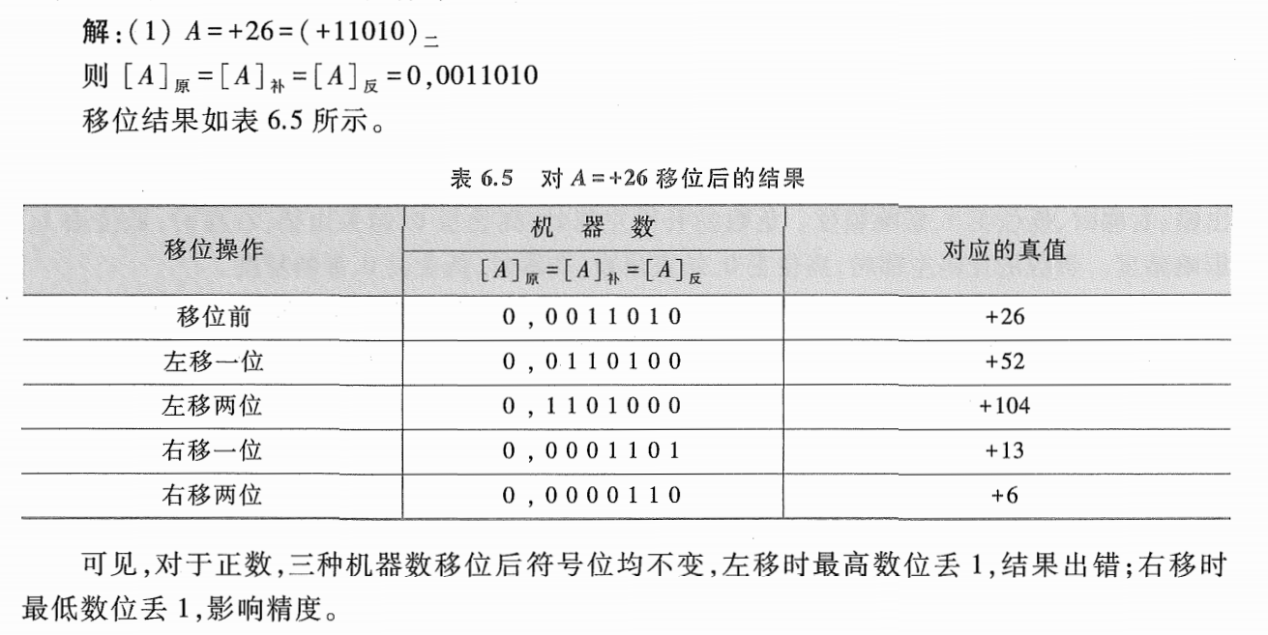 解:(1) A=+26=(+11010)二
则 [A]原=[A]补=[A]反=0,0011010
移位结果如表 6.5 所示。
表 6.5 对 A=+26 移位后的结果
移位操作 机 器 数 对应的真值
[A]原=[A]补=[A]反
移位前 0,0011010 +26
左移一位 0,0110100 +52
左移两位 0,1101000 +104
右移一位 0,0001101 +13
右移两位 0,0000110 +6
可见,对于正数,三种机器数移位后符号位均不变,左移时最高数位丢 1,结果出错;右移时
最低数位丢 1,影响精度。